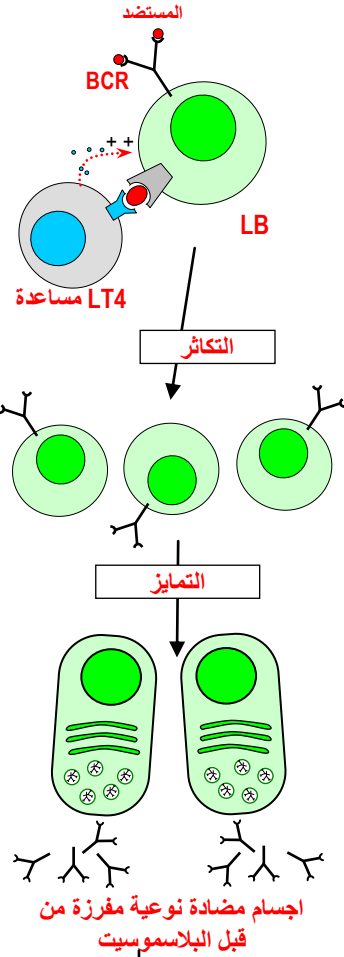 المستضد
BCR
+ +
LB
LT4 مساعدة
التكاثر
التمايز
اجسام مضادة نوعية مفرزة من
قبل البلاسموسيت